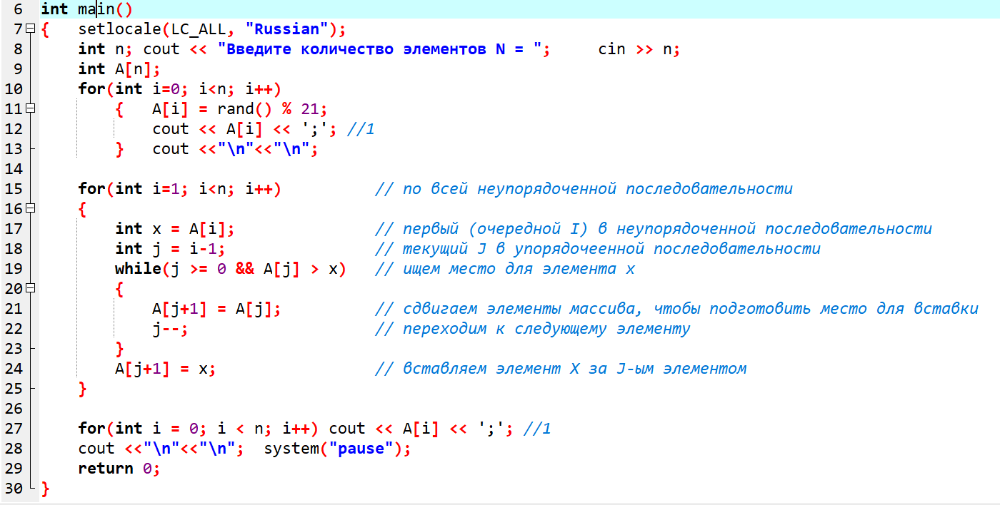 6 int main()
7 { setlocale(LC_ALL, "Russian");
8 int n; cout << "Введите количество элементов N = "; cin >> n;
9 int A[n];
10 for(int i=0; i<n; i++)
11 { A[i] = rand() % 21;
12 cout << A[i] << ';'; //1
13 } cout <<"\n"<<"\n";
14
15 for(int i=1; i<n; i++) // по всей неупорядоченной последовательности
16 {
17 int x = A[i]; // первый (очередной I) в неупорядоченной последовательности
18 int j = i-1; // текущий J в упорядочеенной последовательности
19 while(j >= 0 && A[j] > x) // ищем место для элемента x
20 {
21 A[j+1] = A[j]; // сдвигаем элементы массива, чтобы подготовить место для вставки
22 j--; // переходим к следующему элементу
23 }
24 A[j+1] = x; // вставляем элемент X за J-ым элементом
25 }
26
27 for(int i = 0; i < n; i++) cout << A[i] << ';'; //1
28 cout <<"\n"<<"\n"; system("pause");
29 return 0;
30 }